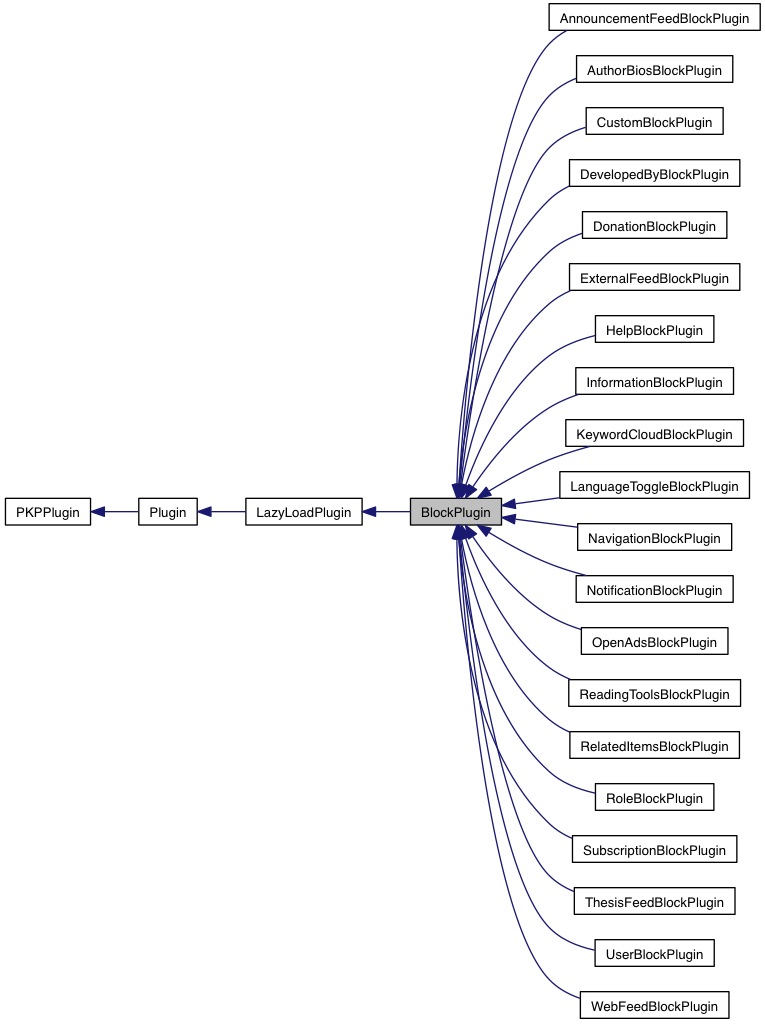 AnnouncementFeedBlockPlugin
AuthorBiosBlockPlugin
CustomBlockPlugin
DevelopedByBlockPlugin
DonationBlockPlugin
ExternalFeedBlockPlugin
HelpBlockPlugin
InformationBlockPlugin
KeywordCloudBlockPlugin
LanguageToggleBlockPlugin
PKPPlugin
Plugin
LazyLoadPlugin
BlockPlugin
NavigationBlockPlugin
NotificationBlockPlugin
OpenAdsBlockPlugin
ReadingToolsBlockPlugin
RelatedItemsBlockPlugin
RoleBlockPlugin
SubscriptionBlockPlugin
ThesisFeedBlockPlugin
UserBlockPlugin
WebFeedBlockPlugin